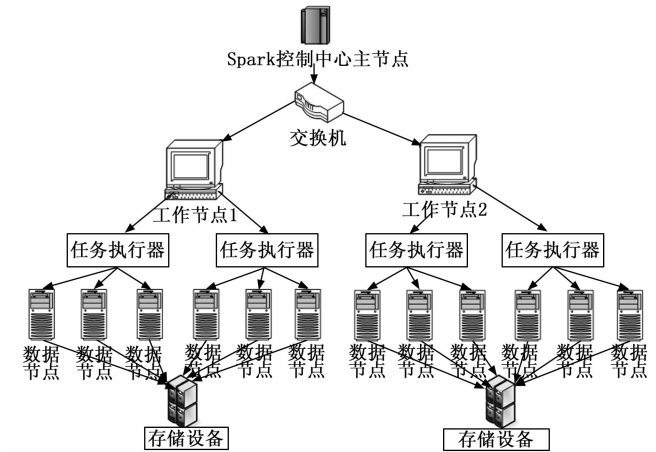 Spark控制中心主节点
交换机
工作节点1
工作节点2
任务执行器
任务执行器
任务执行器
任务执行器
数据
节点
数据
节点
数据
节点
数据
节点
数据
节点
数据
节点
数据
节点
数据
节点
数据
节点
数据
节点
数据
节点
数据
节点
存储设备
存储设备